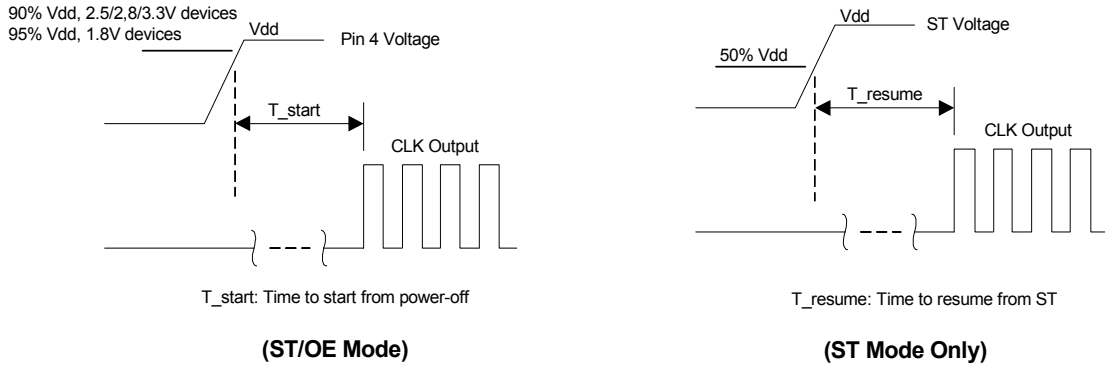 90% Vdd, 2.5/2,8/3.3V devices
95% Vdd, 1.8V devices
Vdd
Pin 4 Voltage
T_start
CLK Output
T_start: Time to start from power-off
(ST/OE Mode)
Vdd
ST Voltage
50% Vdd
T_resume
CLK Output
T_resume: Time to resume from ST
(ST Mode Only)